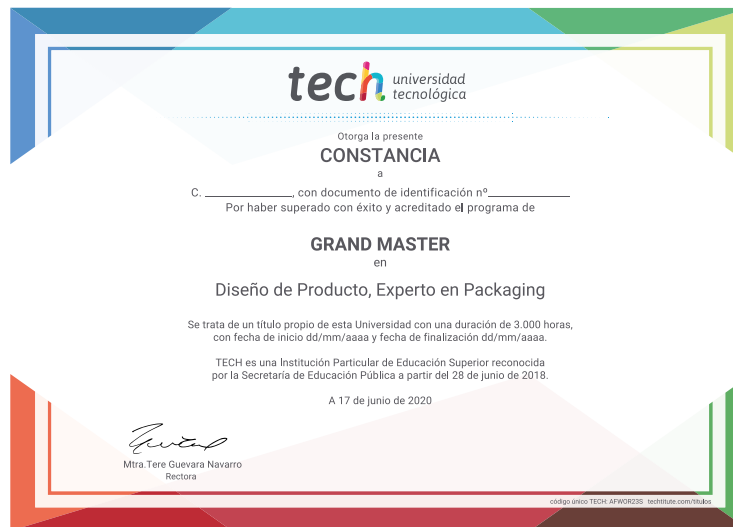 tech universidad
tecnológica
Otorga la presente
CONSTANCIA
a
C. ________________, con documento de identificación nº________________
Por haber superado con éxito y acreditado el programa de
GRAND MASTER
en
Diseño de Producto, Experto en Packaging
Se trata de un título propio de esta Universidad con una duración de 3.000 horas,
con fecha de inicio dd/mm/aaaa y fecha de finalización dd/mm/aaaa.
TECH es una Institución Particular de Educación Superior reconocida
por la Secretaría de Educación Pública a partir del 28 de junio de 2018.
A 17 de junio de 2020
Mtra.Tere Guevara Navarro
Rectora
código único TECH: AFWOR23S techtitute.com/titulos